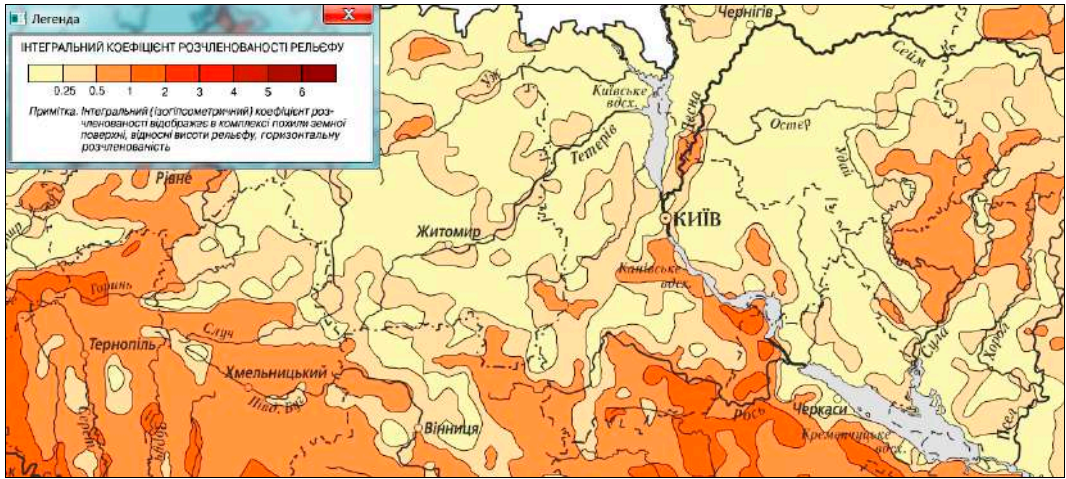 Легенда
X
ІНТЕГРАЛЬНИЙ КОЕФІЦІЄНТ РОЗЧЛЕНОВАНОСТІ РЕЛЬЄФУ
0.25 0.5 1 2 3 4 5 6
Примітка. Інтегральний (ізогіпсометричний) коефіцієнт роз-
членованості відображає в комплексі похили земної
поверхні, відносні висоти рельєфу, горизонтальну
розчленованість
Чернігів
Сейм
Уж
Київське
вдсх.
Десна
Остер
Тетерів
Удай
Рівне
КИЇВ
Житомир
Канівське
вдсх.
Горинь
Случ
Сула
Хорол
Тернопіль
Хмельницький
Півд. Буг
Рось
Черкаси
Псел
Вінниця
Кременчуцьке
вдсх.
Серет